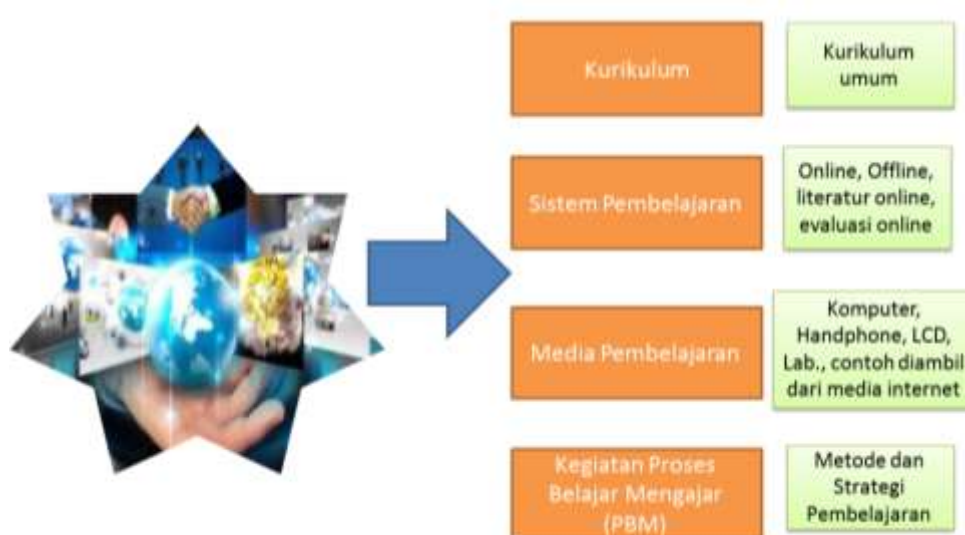 Kurikulum
Kurikulum
umum
Sistem Pembelajaran
Online, Offline,
literatur online,
evaluasi online
Media Pembelajaran
Komputer,
Handphone, LCD,
Lab., contoh diambil
dari media internet
Kegiatan Proses
Belajar Mengajar
(PBM)
Metode dan
Strategi
Pembelajaran